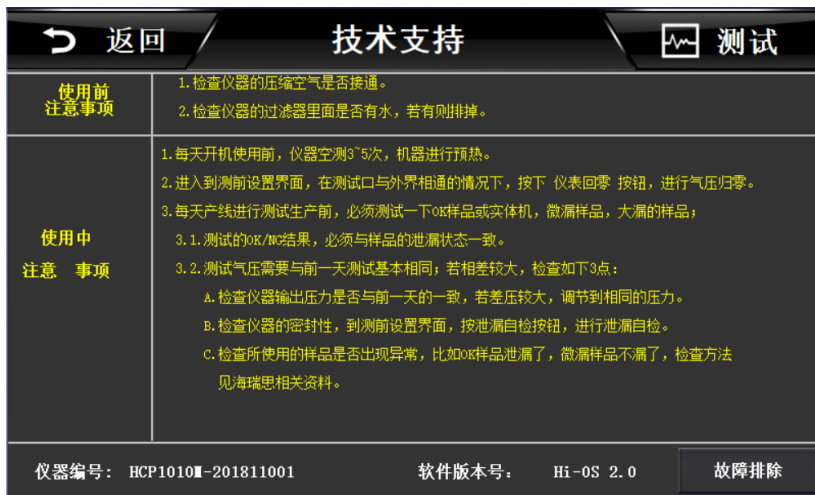 返回
技术支持
测试
使用前
注意事项
1.检查仪器的压缩空气是否接通。
2.检查仪器的过滤器里面是否有水，若有则排掉。
使用中
注意 事项
1.每天开机使用前，仪器空测3~5次，机器进行预热。
2.进入到测前设置界面，在测试口与外界相通的情况下，按下 仪表回零 按钮，进行气压归零。
3.每天产线进行测试生产前，必须测试一下OK样品或实体机，微漏样品，大漏的样品；
3.1.测试的OK/NG结果，必须与样品的泄漏状态一致。
3.2.测试气压需要与前一天测试基本相同；若相差较大，检查如下3点：
A.检查仪器输出压力是否与前一天的一致，若差压较大，调节到相同的压力。
B.检查仪器的密封性，到测前设置界面，按泄漏自检按钮，进行泄漏自检。
C.检查所使用的样品是否出现异常，比如OK样品泄漏了，微漏样品不漏了，检查方法
见海瑞思相关资料。
仪器编号： HCP1010M-201811001
软件版本号： Hi-OS 2.0
故障排除